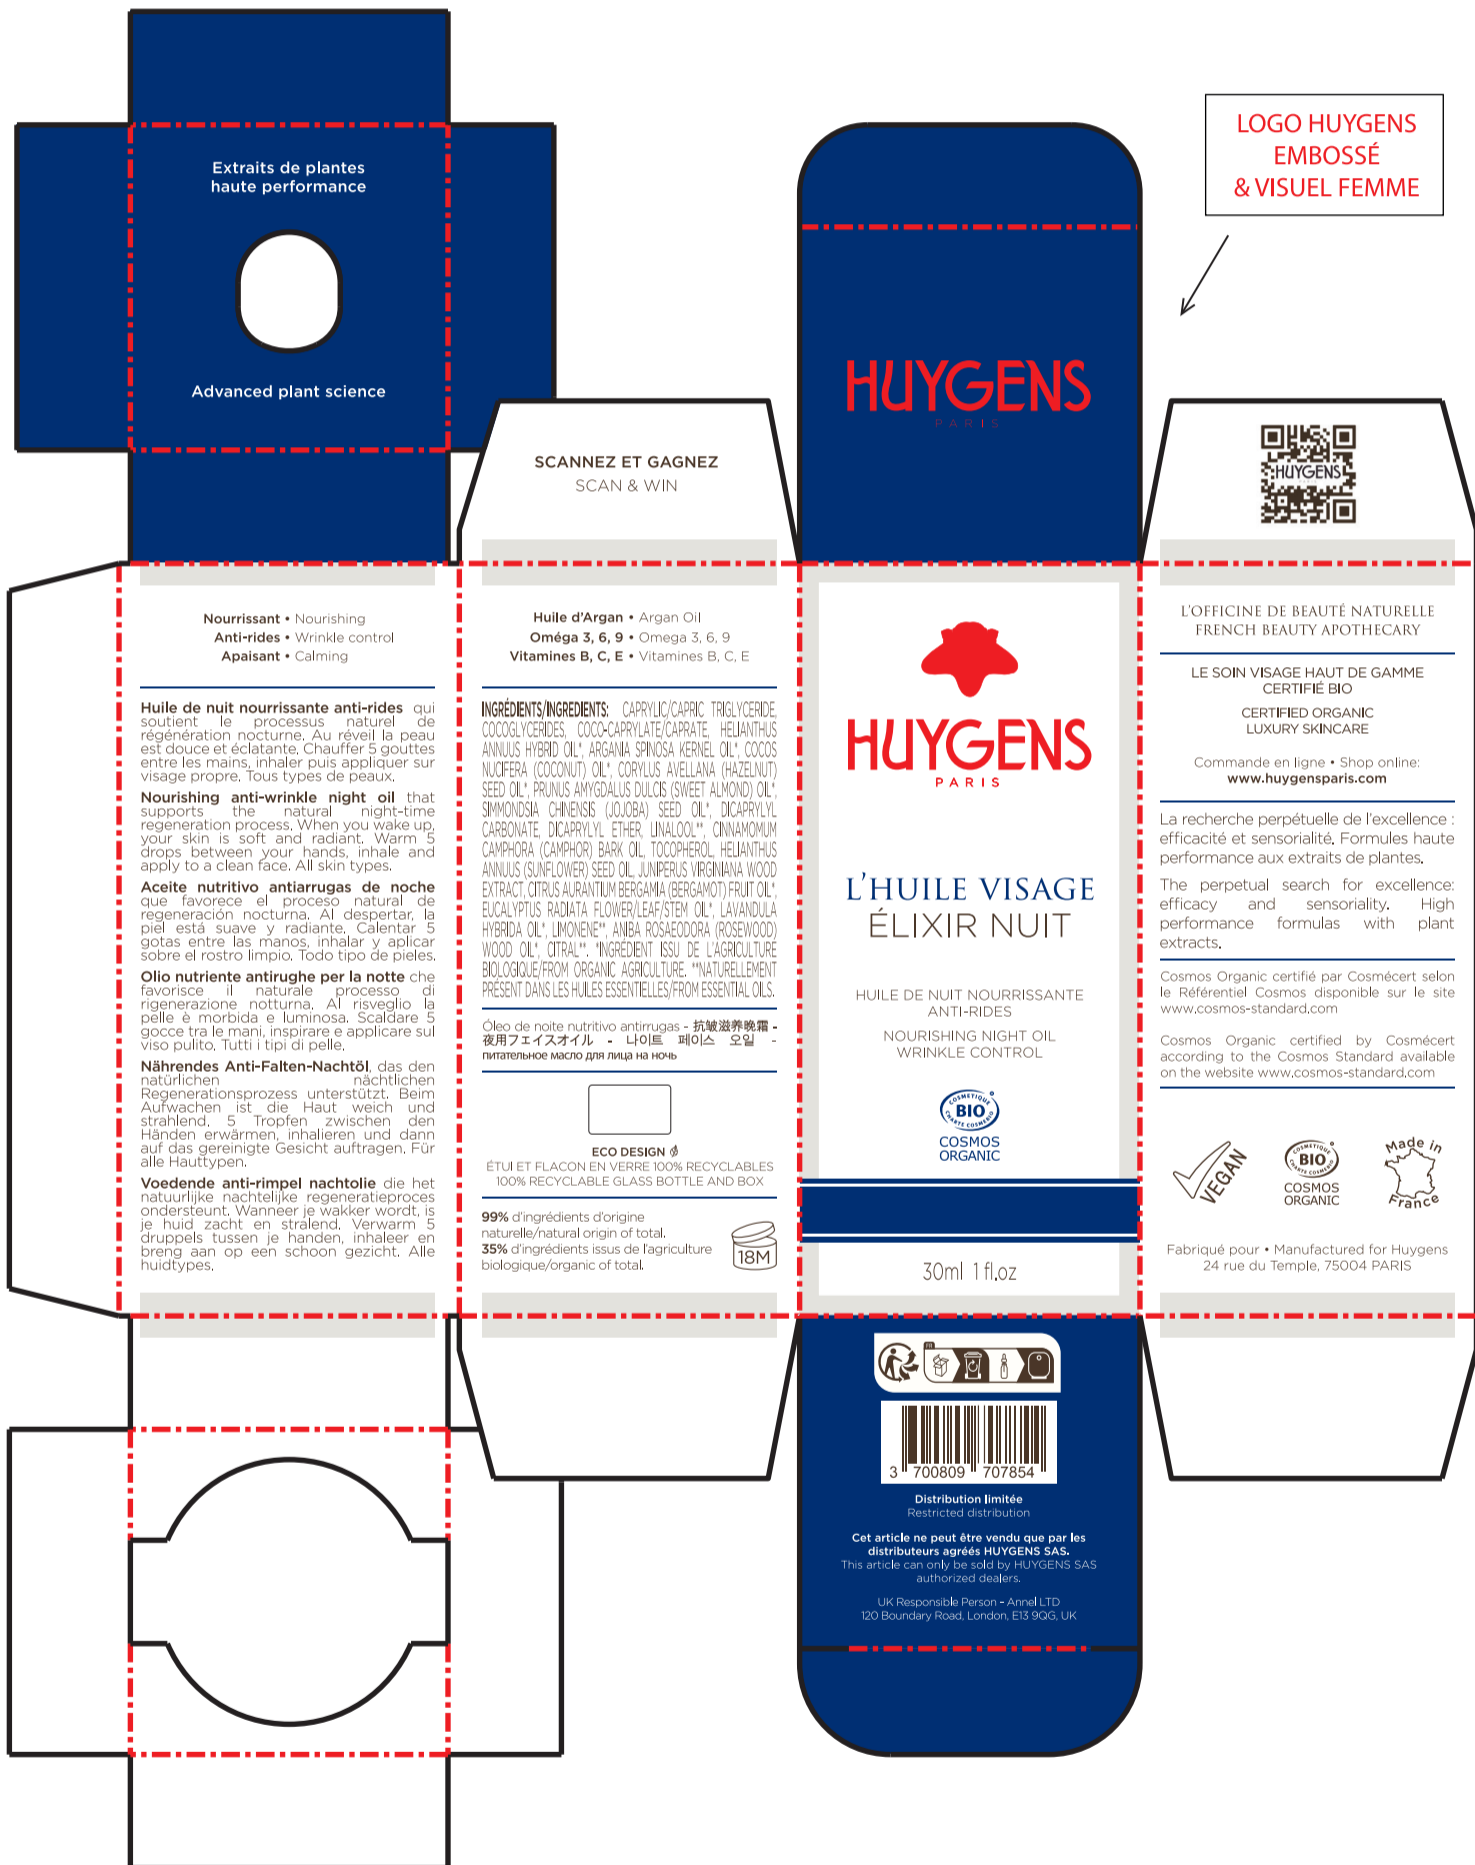 LOGO HUYGENS
EMBOSSÉ
& VISUEL FEMME
Extraits de plantes
haute performance
Advanced plant science
HUYGENS
PARIS
SCANNEZ ET GAGNEZ
SCAN & WIN
HUYGENS
Nourrissant • Nourishing
Anti-rides • Wrinkle control
Apaisant • Calming
Huile de nuit nourrissante anti-rides qui
soutient le processus naturel de
régénération nocturne. Au réveil la peau
est douce et éclatante. Chauffer 5 gouttes
entre les mains, inhaler puis appliquer sur
visage propre. Tous types de peaux.
Nourishing anti-wrinkle night oil that
supports the natural night-time
regeneration process. When you wake up,
your skin is soft and radiant. Warm 5
drops between your hands, inhale and
apply to a clean face. All skin types.
Aceite nutritivo antiarrugas de noche
que favorece el proceso natural de
regeneración nocturna. Al despertar, la
piel está suave y radiante. Calentar 5
gotas entre las manos, inhalar y aplicar
sobre el rostro limpio. Todo tipo de pieles.
Olio nutriente antirughe per la notte che
favorisce il naturale processo di
rigenerazione notturna. Al risveglio la
pelle è morbida e luminosa. Scaldare 5
gocce tra le mani, inspirare e applicare sul
viso pulito. Tutti i tipi di pelle.
Nährendes Anti-Falten-Nachtöl, das den
natürlichen nächtlichen
Regenerationsprozess unterstützt. Beim
Aufwachen ist die Haut weich und
strahlend. 5 Tropfen zwischen den
Händen erwärmen, inhalieren und dann
auf das gereinigte Gesicht auftragen. Für
alle Hauttypen.
Voedende anti-rimpel nachtolie die het
natuurlijke nachtelijke regeneratieproces
ondersteunt. Wanneer je wakker wordt, is
je huid zacht en stralend. Verwarm 5
druppels tussen je handen, inhaleer en
breng aan op een schoon gezicht. Alle
huidtypes.
Huile d'Argan • Argan Oil
Oméga 3, 6, 9 • Omega 3, 6, 9
Vitamines B, C, E • Vitamines B, C, E
INGRÉDIENTS/INGREDIENTS: CAPRYLIC/CAPRIC TRIGLYCERIDE,
COCOGLYCERIDES, COCO-CAPRYLATE/CAPRATE, HELIANTHUS
ANNUUS HYBRID OIL*, ARGANIA SPINOSA KERNEL OIL*, COCOS
NUCIFERA (COCONUT) OIL*, CORYLUS AVELLANA (HAZELNUT)
SEED OIL*, PRUNUS AMYGDALUS DULCIS (SWEET ALMOND) OIL*,
SIMMONDSIA CHINENSIS (JOJOBA) SEED OIL*, DICAPRYLYL
CARBONATE, DICAPRYLYL ETHER, LINALOOL**, CINNAMOMUM
CAMPHORA (CAMPHOR) BARK OIL, TOCOPHEROL, HELIANTHUS
ANNUS (SUNFLOWER) SEED OIL, JUNIPERUS VIRGINIANA WOOD
EXTRACT, CITRUS AURANTIUM BERGAMIA (BERGAMOT) FRUIT OIL*,
EUCALYPTUS RADIATA FLOWER/LEAF/STEM OIL*, LAVANDULA
HYBRIDA OIL*, LIMONENE**, ANIBA ROSAEODORA (ROSEWOOD)
WOOD OIL*, CITRAL**. *INGRÉDIENT ISSU DE L'AGRICULTURE
BIOLOGIQUE/FROM ORGANIC AGRICULTURE. **NATURELLEMENT
PRÉSENT DANS LES HUILES ESSENTIELLES/FROM ESSENTIAL OILS.
Óleo de noite nutritivo antirrugas - 抗皱滋养晚霜 -
夜用フェイスオイル - 나이트 페이스 오일 -
питательное масло для лица на ночь
ECO DESIGN
ÉTUI ET FLACON EN VERRE 100% RECYCLABLES
100% RECYCLABLE GLASS BOTTLE AND BOX
99% d'ingrédients d'origine
naturelle/natural origin of total.
35% d'ingrédients issus de l'agriculture
biologique/organic of total.
18M
HUYGENS
PARIS
L'HUILE VISAGE
ÉLIXIR NUIT
HUILE DE NUIT NOURRISSANTE
ANTI-RIDES
NOURISHING NIGHT OIL
WRINKLE CONTROL
COSMETIQUE
BIO
CHARTE COSMEBIO
COSMOS
ORGANIC
30ml 1 fl.oz
L'OFFICINE DE BEAUTÉ NATURELLE
FRENCH BEAUTY APOTHECARY
LE SOIN VISAGE HAUT DE GAMME
CERTIFIÉ BIO
CERTIFIED ORGANIC
LUXURY SKINCARE
Commande en ligne • Shop online:
www.huygensparis.com
La recherche perpétuelle de l'excellence :
efficacité et sensorialité. Formules haute
performance aux extraits de plantes.
The perpetual search for excellence:
efficacy and sensoriality. High
performance formulas with plant
extracts.
Cosmos Organic certifié par Cosmécert selon
le Référentiel Cosmos disponible sur le site
www.cosmos-standard.com
Cosmos Organic certified by Cosmécert
according to the Cosmos Standard available
on the website www.cosmos-standard.com
VEGAN
COSMETIQUE
BIO
CHARTE COSMEBIO
COSMOS
ORGANIC
Made in
France
Fabriqué pour • Manufactured for Huygens
24 rue du Temple, 75004 PARIS
FR
3 700809 707854
Distribution limitée
Restricted distribution
Cet article ne peut être vendu que par les
distributeurs agréés HUYGENS SAS.
This article can only be sold by HUYGENS SAS
authorized dealers.
UK Responsible Person - Annel LTD
120 Boundary Road, London, E13 9QG, UK